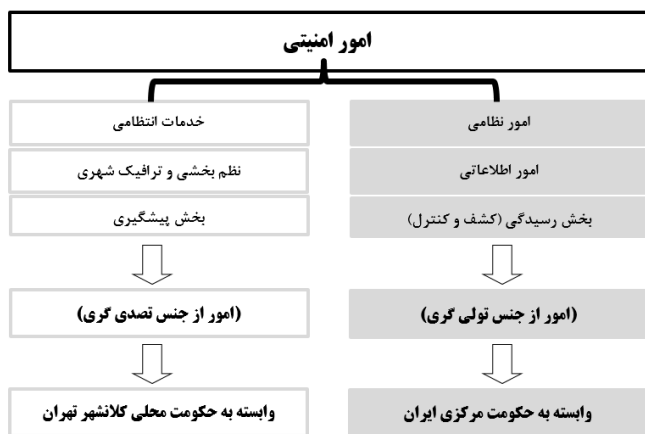 امور امنیتی
امور نظامی
امور اطلاعاتی
بخش رسیدگی (کشف و کنترل)
(امور از جنس تولی گری)
وابسته به حکومت مرکزی ایران
خدمات انتظامی
نظم بخشی و ترافیک شهری
بخش پیشگیری
(امور از جنس تصدی گری)
وابسته به حکومت محلی کلانشهر تهران